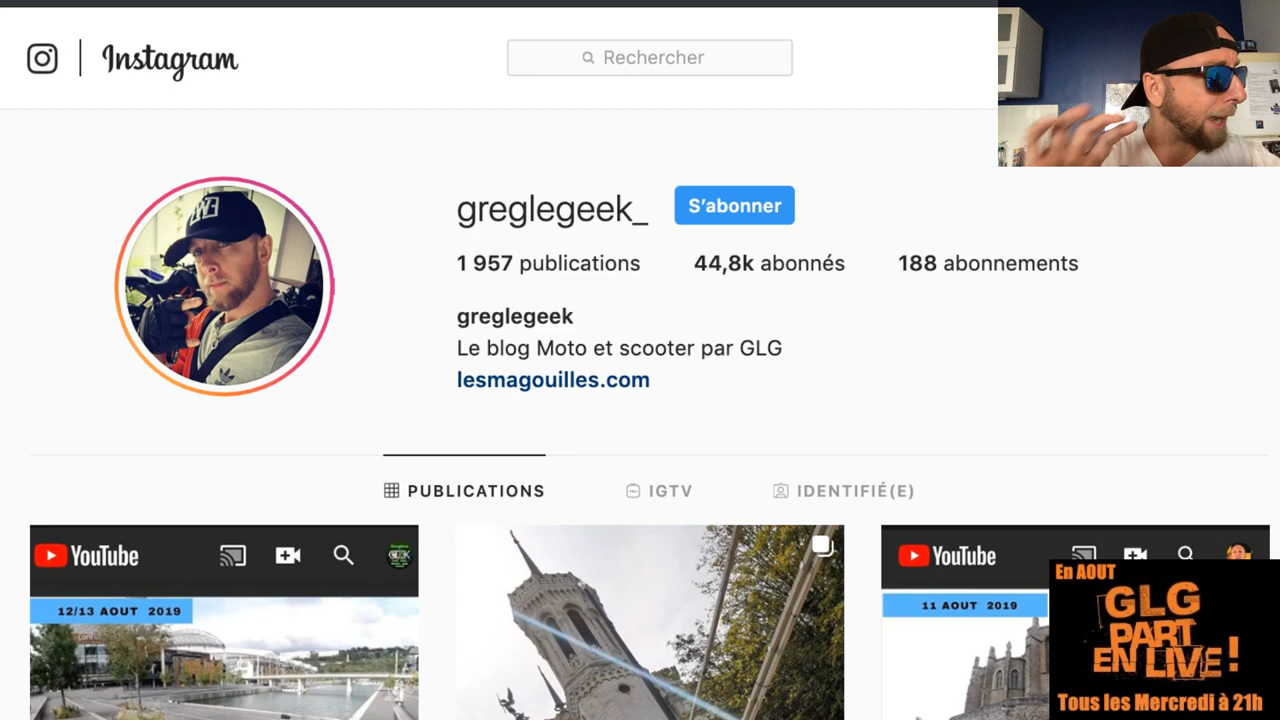 Instagram
Rechercher
greglegeek_
S'abonner
1 957 publications
44,8k abonnés
188 abonnements
greglegeek
Le blog Moto et scooter par GLG
lesmagouilles.com
PUBLICATIONS
IGTV
IDENTIFIÉ(E)
YouTube
12/13 AOUT 2019
YouTube
11 AOUT 2019
En AOUT
GLG
PART
EN LIVE !
Tous les Mercredi à 21h